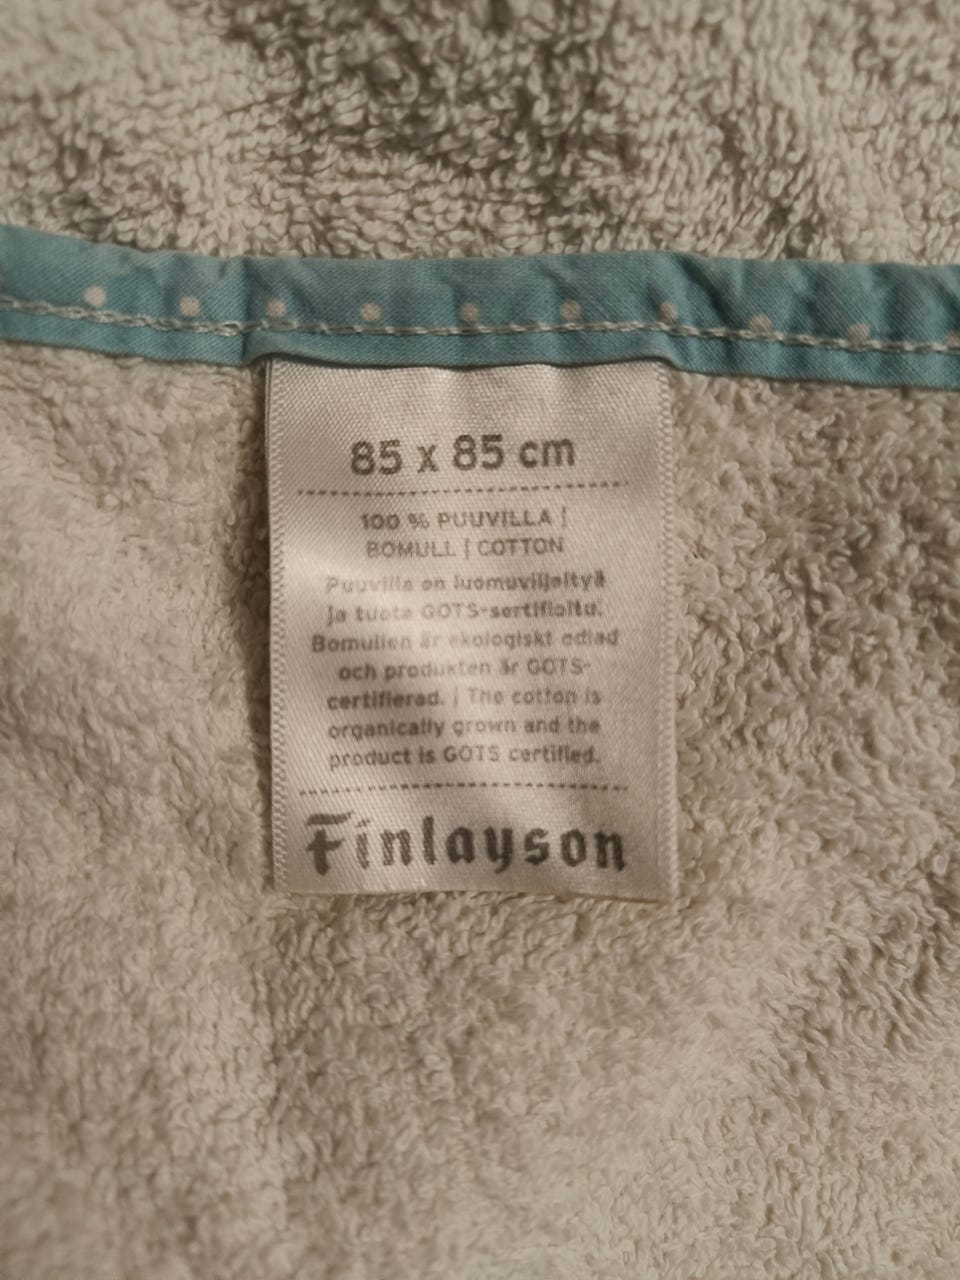 85 x 85 cm
100 % PUUVILLA |
BOMULL | COTTON
Puuvilla on luomuviljeltyä
ja tuote GOTS-sertifioitu.
Bomullen är ekologiskt odlad
och produkten är GOTS-
certifierad. | The cotton is
organically grown and the
product is GOTS certified.
Finlayson